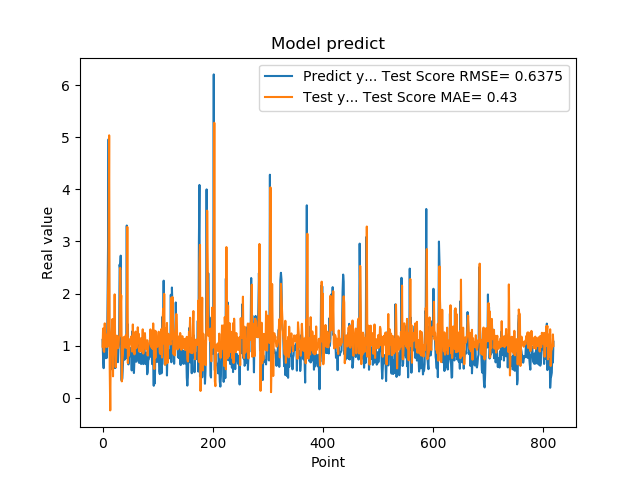 Model predict
Predict y... Test Score RMSE= 0.6375
Test y... Test Score MAE= 0.43
Real value
6
5
4
3
2
1
0
0 200 400 600 800
Point